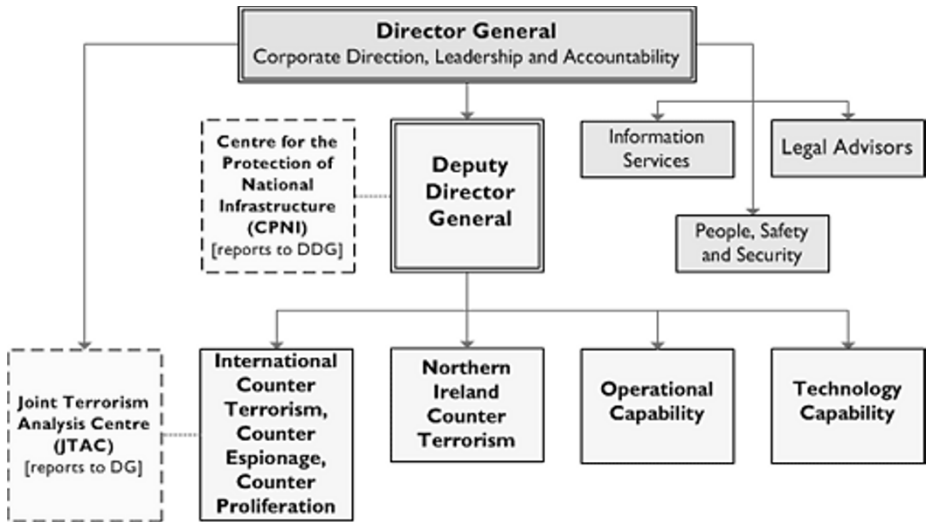 Director General
Corporate Direction, Leadership and Accountability
Centre for the
Protection of
National
Infrastructure
(CPNI)
[reports to DDG]
Deputy
Director
General
Information
Services
Legal Advisors
People, Safety
and Security
Joint Terrorism
Analysis Centre
(JTAC)
[reports to DG]
International
Counter
Terrorism,
Counter
Espionage,
Counter
Proliferation
Northern
Ireland
Counter
Terrorism
Operational
Capability
Technology
Capability